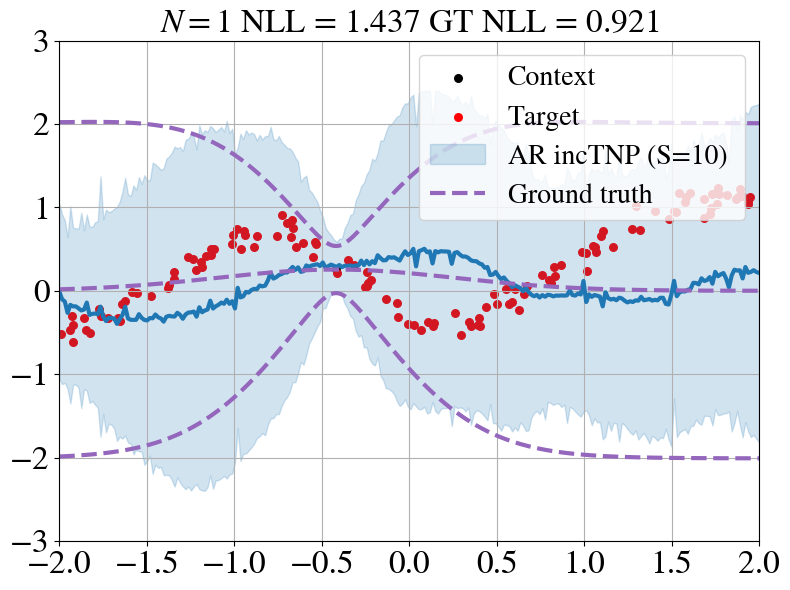 N = 1 NLL = 1.437 GT NLL = 0.921
3
2
1
0
−1
−2
−3
Context
Target
AR incTNP (S=10)
Ground truth
−2.0 −1.5 −1.0 −0.5 0.0 0.5 1.0 1.5 2.0